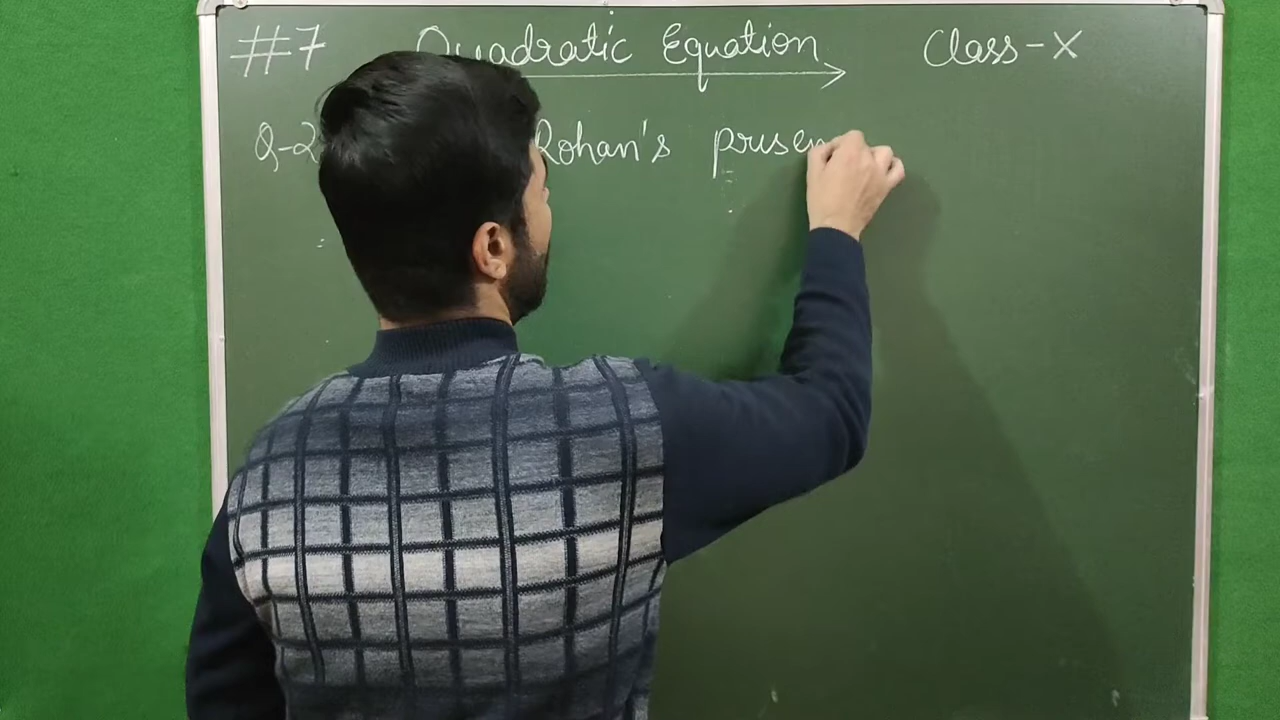 #7 Quadratic Equation Class-X
Q-2 Rohan's presen